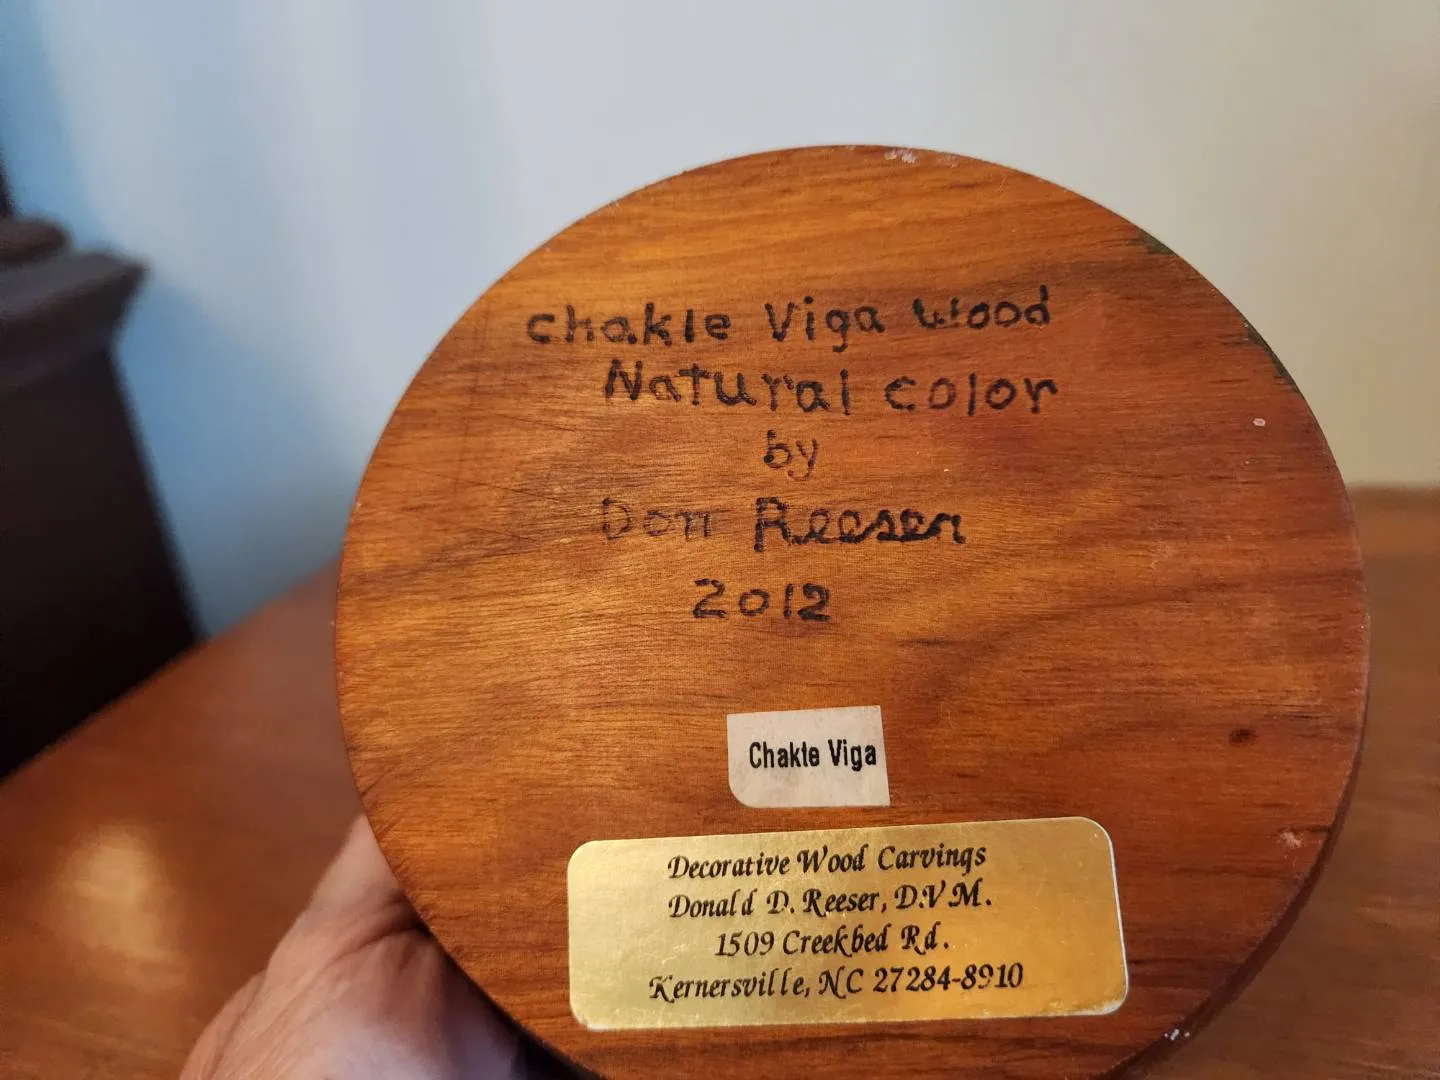 chakle Viga Wood
Natural color
by
Don Reeser
2012
Chakte Viga
Decorative Wood Carvings
Donald D. Reeser, D.V.M.
1509 Creekbed Rd.
Kernersville, NC 27284-8910